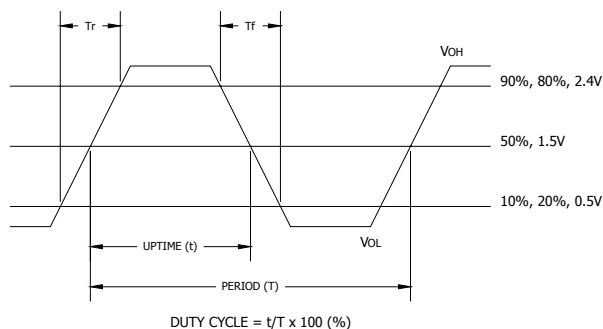 Tr
Tf
VOH
90%, 80%, 2.4V
50%, 1.5V
10%, 20%, 0.5V
UPTIME (t)
VOL
PERIOD (T)
DUTY CYCLE = t/T x 100 (%)